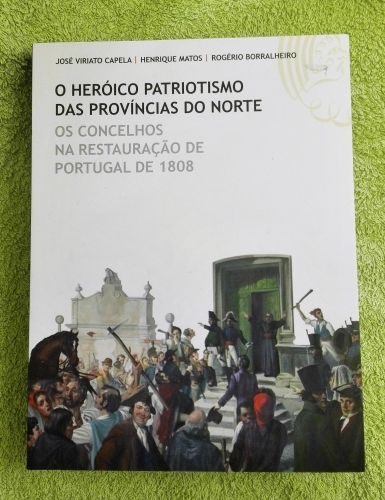 JOSÉ VIRIATO CAPELA | HENRIQUE MATOS | ROGÉRIO BORRALHEIRO
O HERÓICO PATRIOTISMO
DAS PROVÍNCIAS DO NORTE
OS CONCELHOS
NA RESTAURAÇÃO DE
PORTUGAL DE 1808